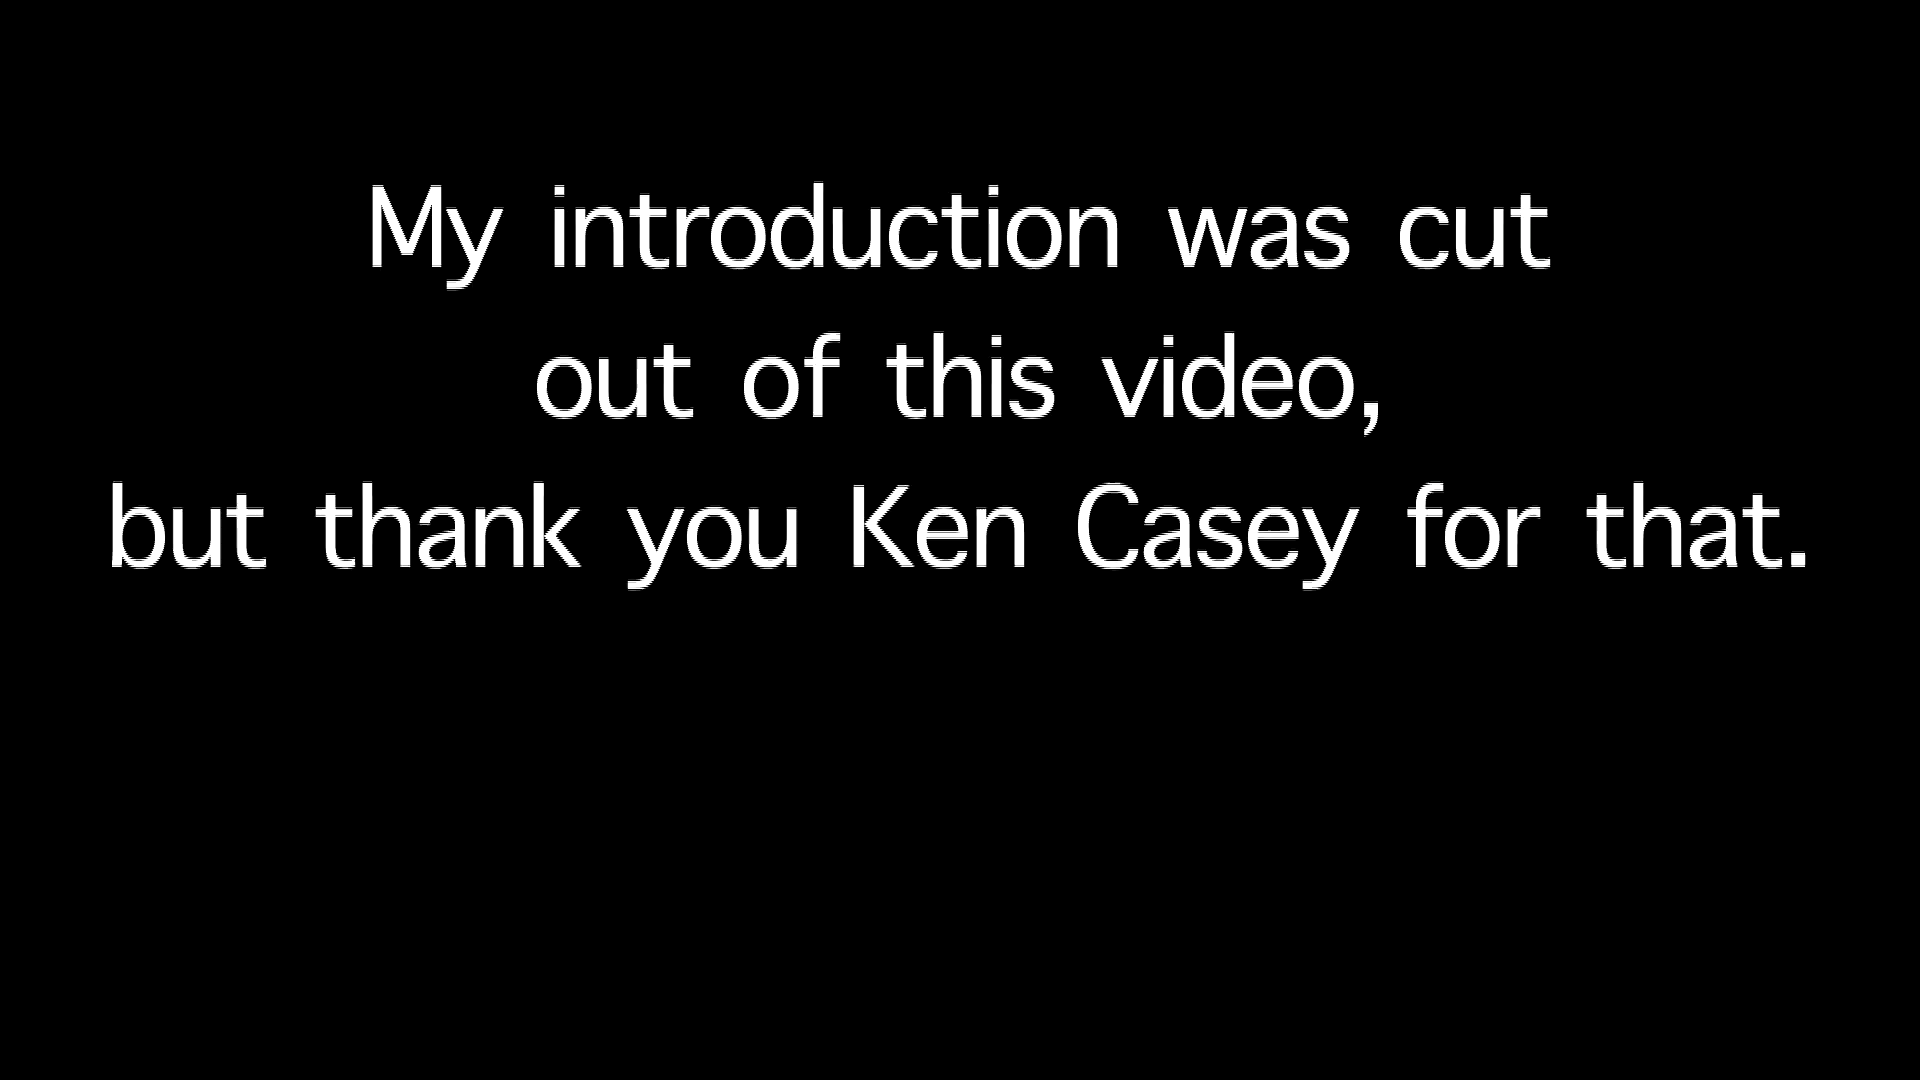 My introduction was cut
out of this video,
but thank you Ken Casey for that.